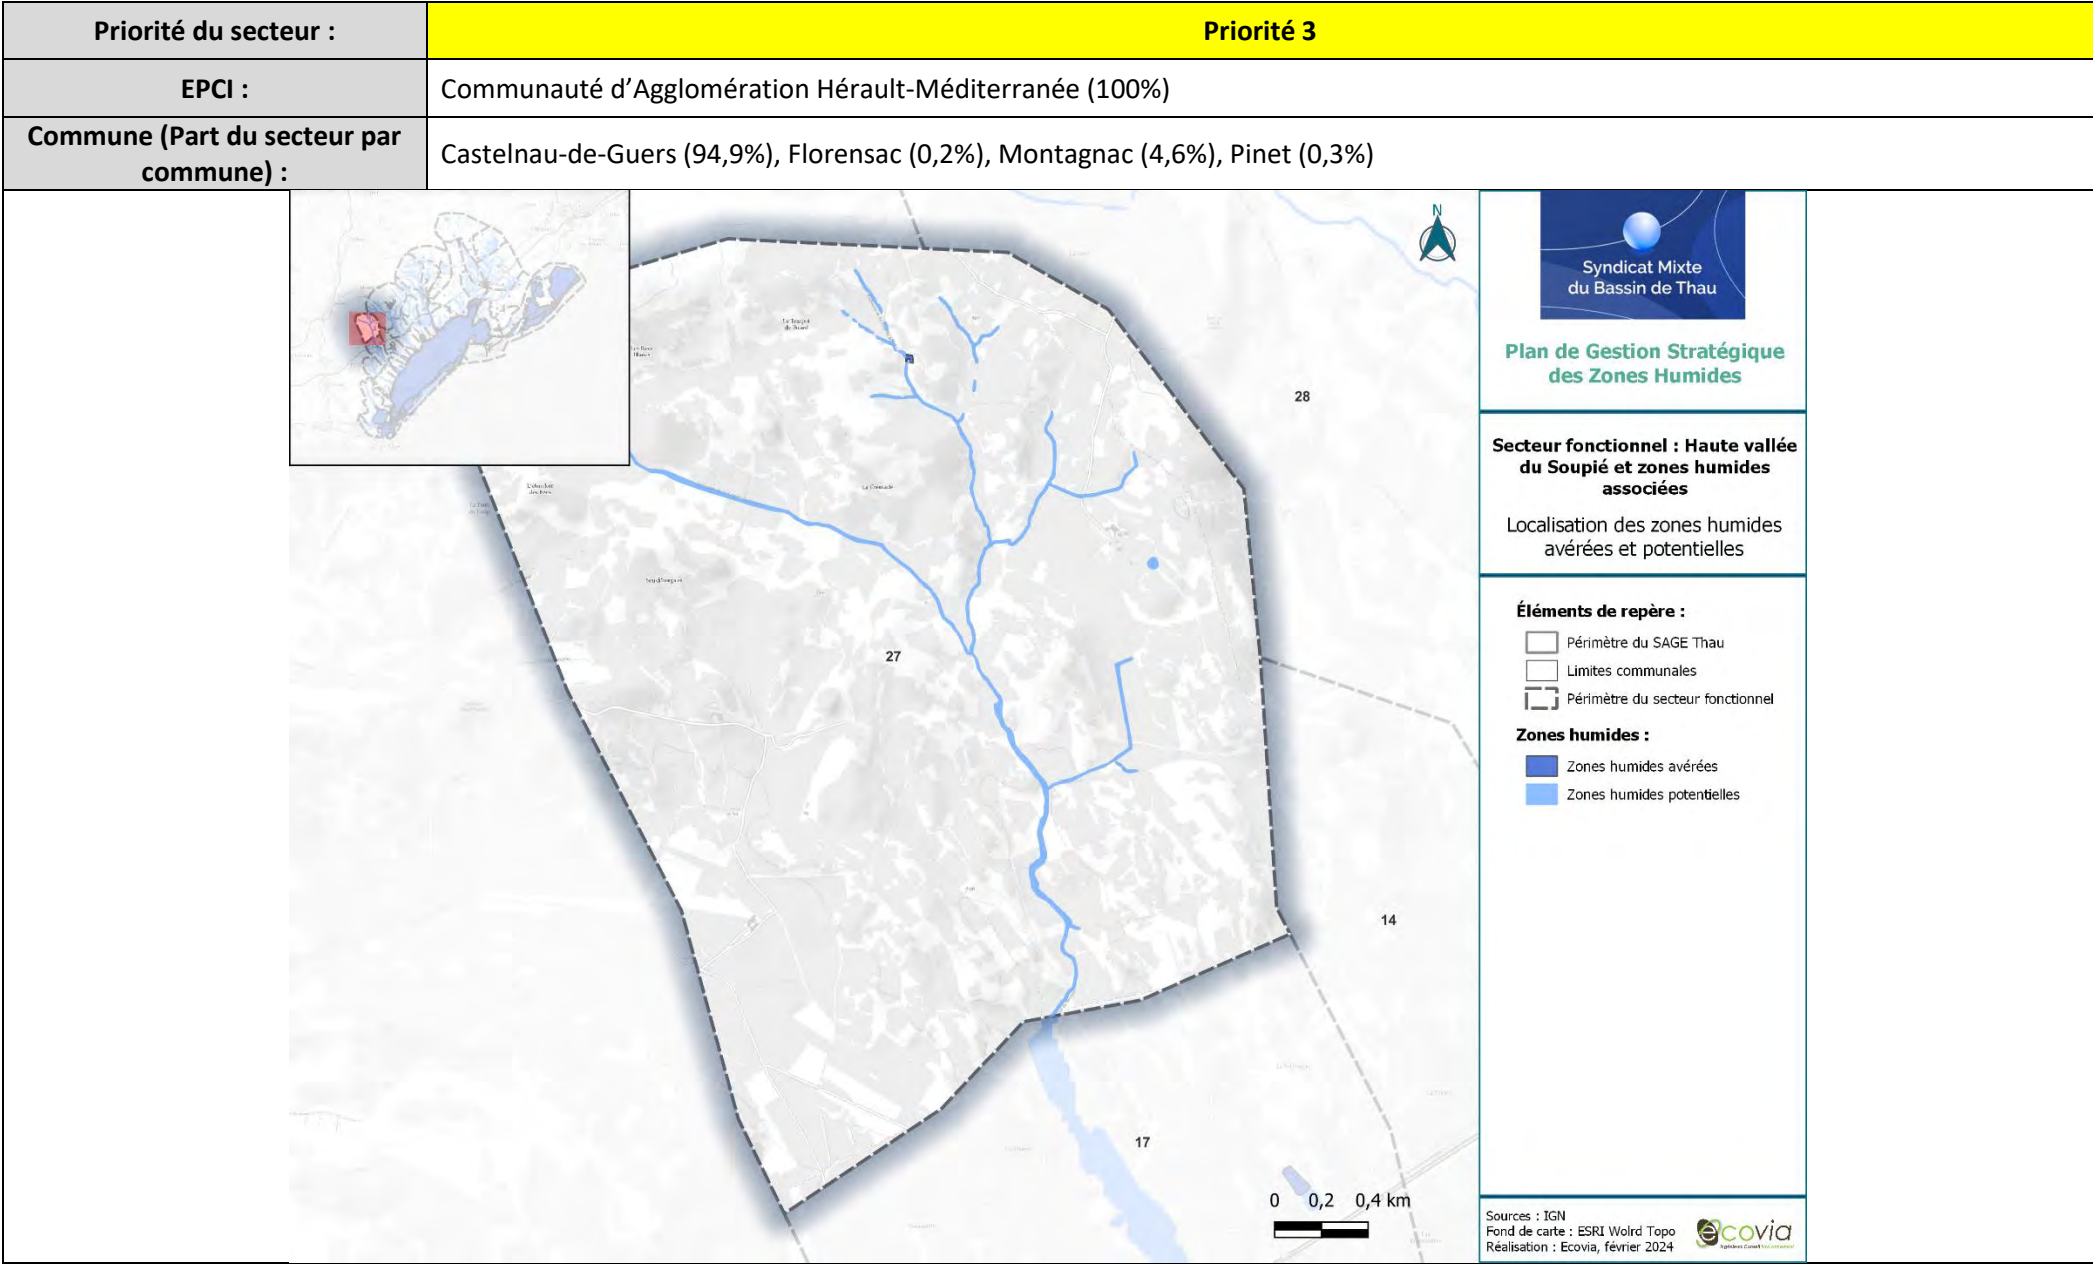 Priorité du secteur :
Priorité 3
EPCI :
Communauté d'Agglomération Hérault-Méditerranée (100%)
Commune (Part du secteur par
commune) :
Castelnau-de-Guers (94,9%), Florensac (0,2%), Montagnac (4,6%), Pinet (0,3%)
N
28
27
14
17
0 0,2 0,4 km
Syndicat Mixte
du Bassin de Thau
Plan de Gestion Stratégique
des Zones Humides
Secteur fonctionnel : Haute vallée
du Soupié et zones humides
associées
Localisation des zones humides
avérées et potentielles
Éléments de repère :
Périmètre du SAGE Thau
Limites communales
Périmètre du secteur fonctionnel
Zones humides :
Zones humides avérées
Zones humides potentielles
Sources : IGN
Fond de carte : ESRI Wolrd Topo
Réalisation : Ecovia, février 2024
ecovia